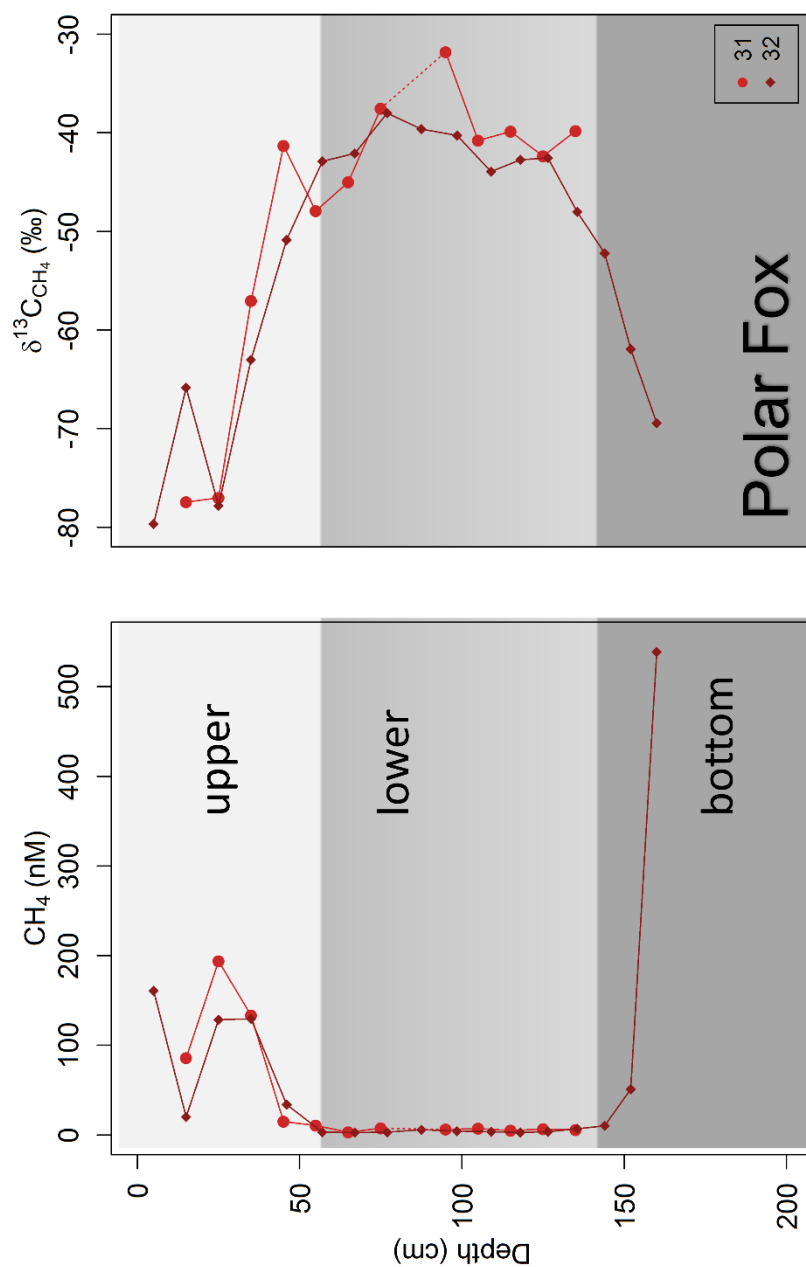 CH₄ (nM)
0 100 200 300 400 500
δ¹³C_CH₄ (‰)
-80 -70 -60 -50 -40 -30
Depth (cm)
0
50
100
150
200
upper
lower
bottom
31
32
Polar Fox